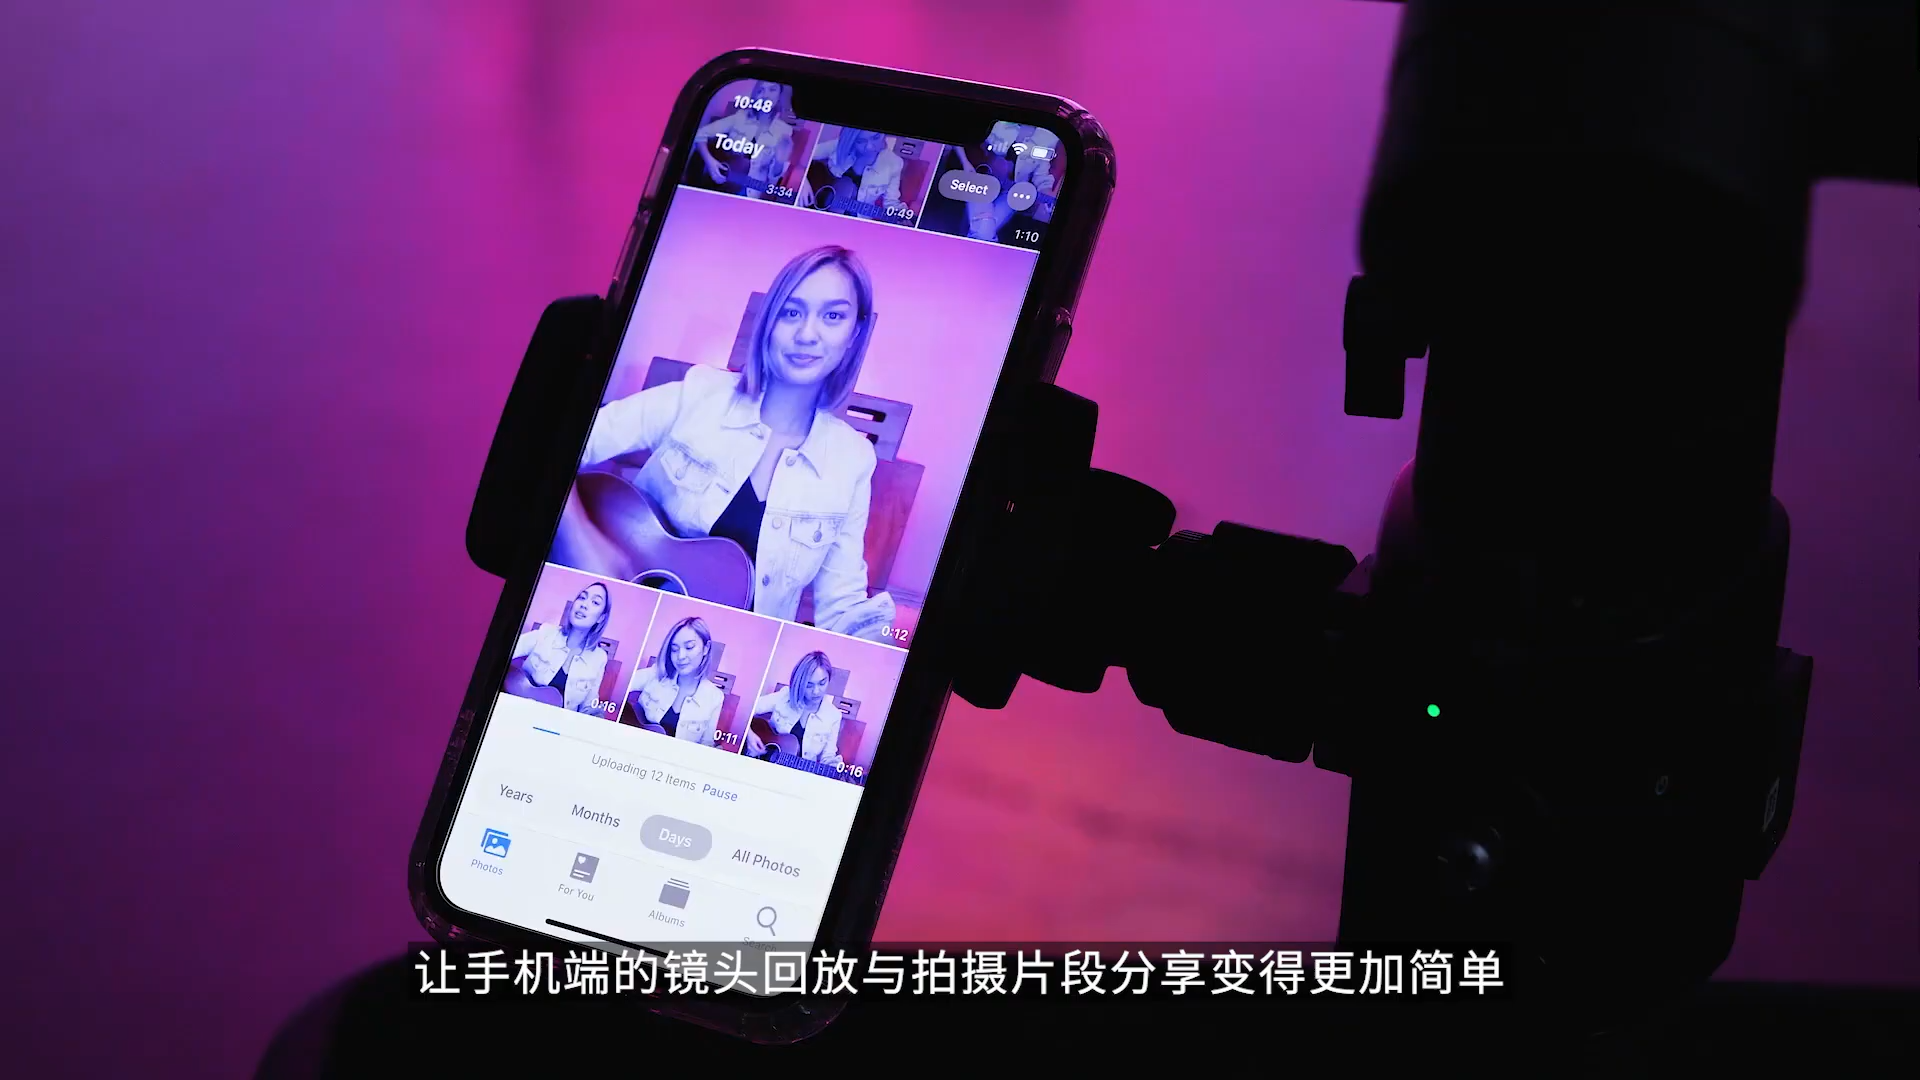 10:48
Today
Select
3:34
0:49
1:10
0:12
0:16
0:11
0:16
Uploading 12 Items Pause
Years
Months
Days
All Photos
Photos
For You
Albums
Search
让手机端的镜头回放与拍摄片段分享变得更加简单